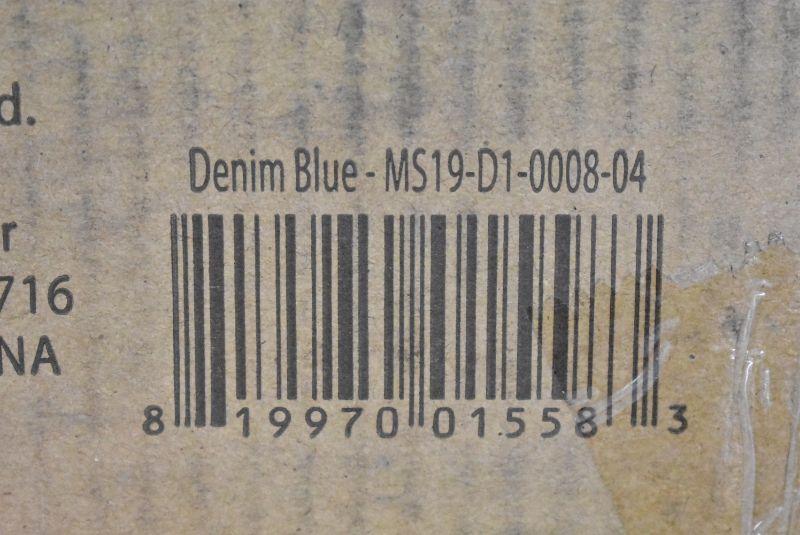 d.
Denim Blue - MS19-D1-0008-04
r
716
NA
8 19970 01558 3